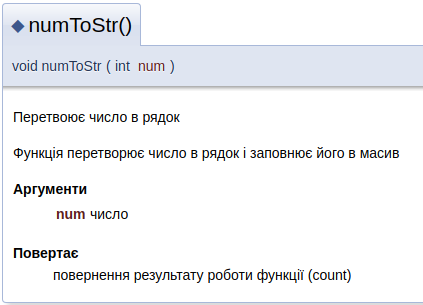 numToStr()
void numToStr ( int num )
Перетвоює число в рядок
Функція перетворює число в рядок і заповнює його в масив
Аргументи
num число
Повертає
повернення результату роботи функції (count)